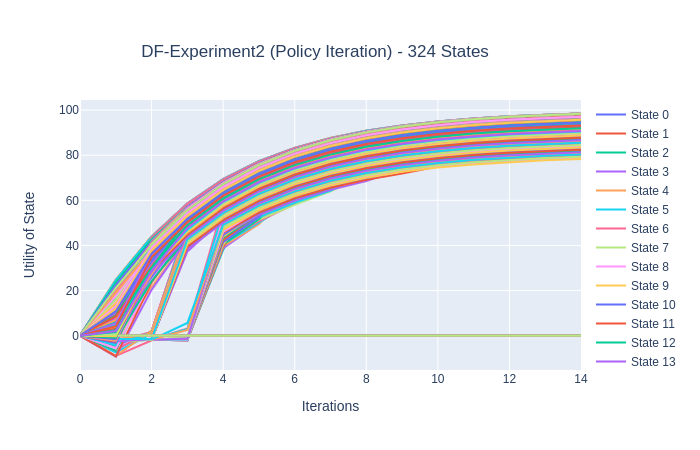 DF-Experiment2 (Policy Iteration) - 324 States
Utility of State
100
80
60
40
20
0
0 2 4 6 8 10 12 14
Iterations
State 0
State 1
State 2
State 3
State 4
State 5
State 6
State 7
State 8
State 9
State 10
State 11
State 12
State 13